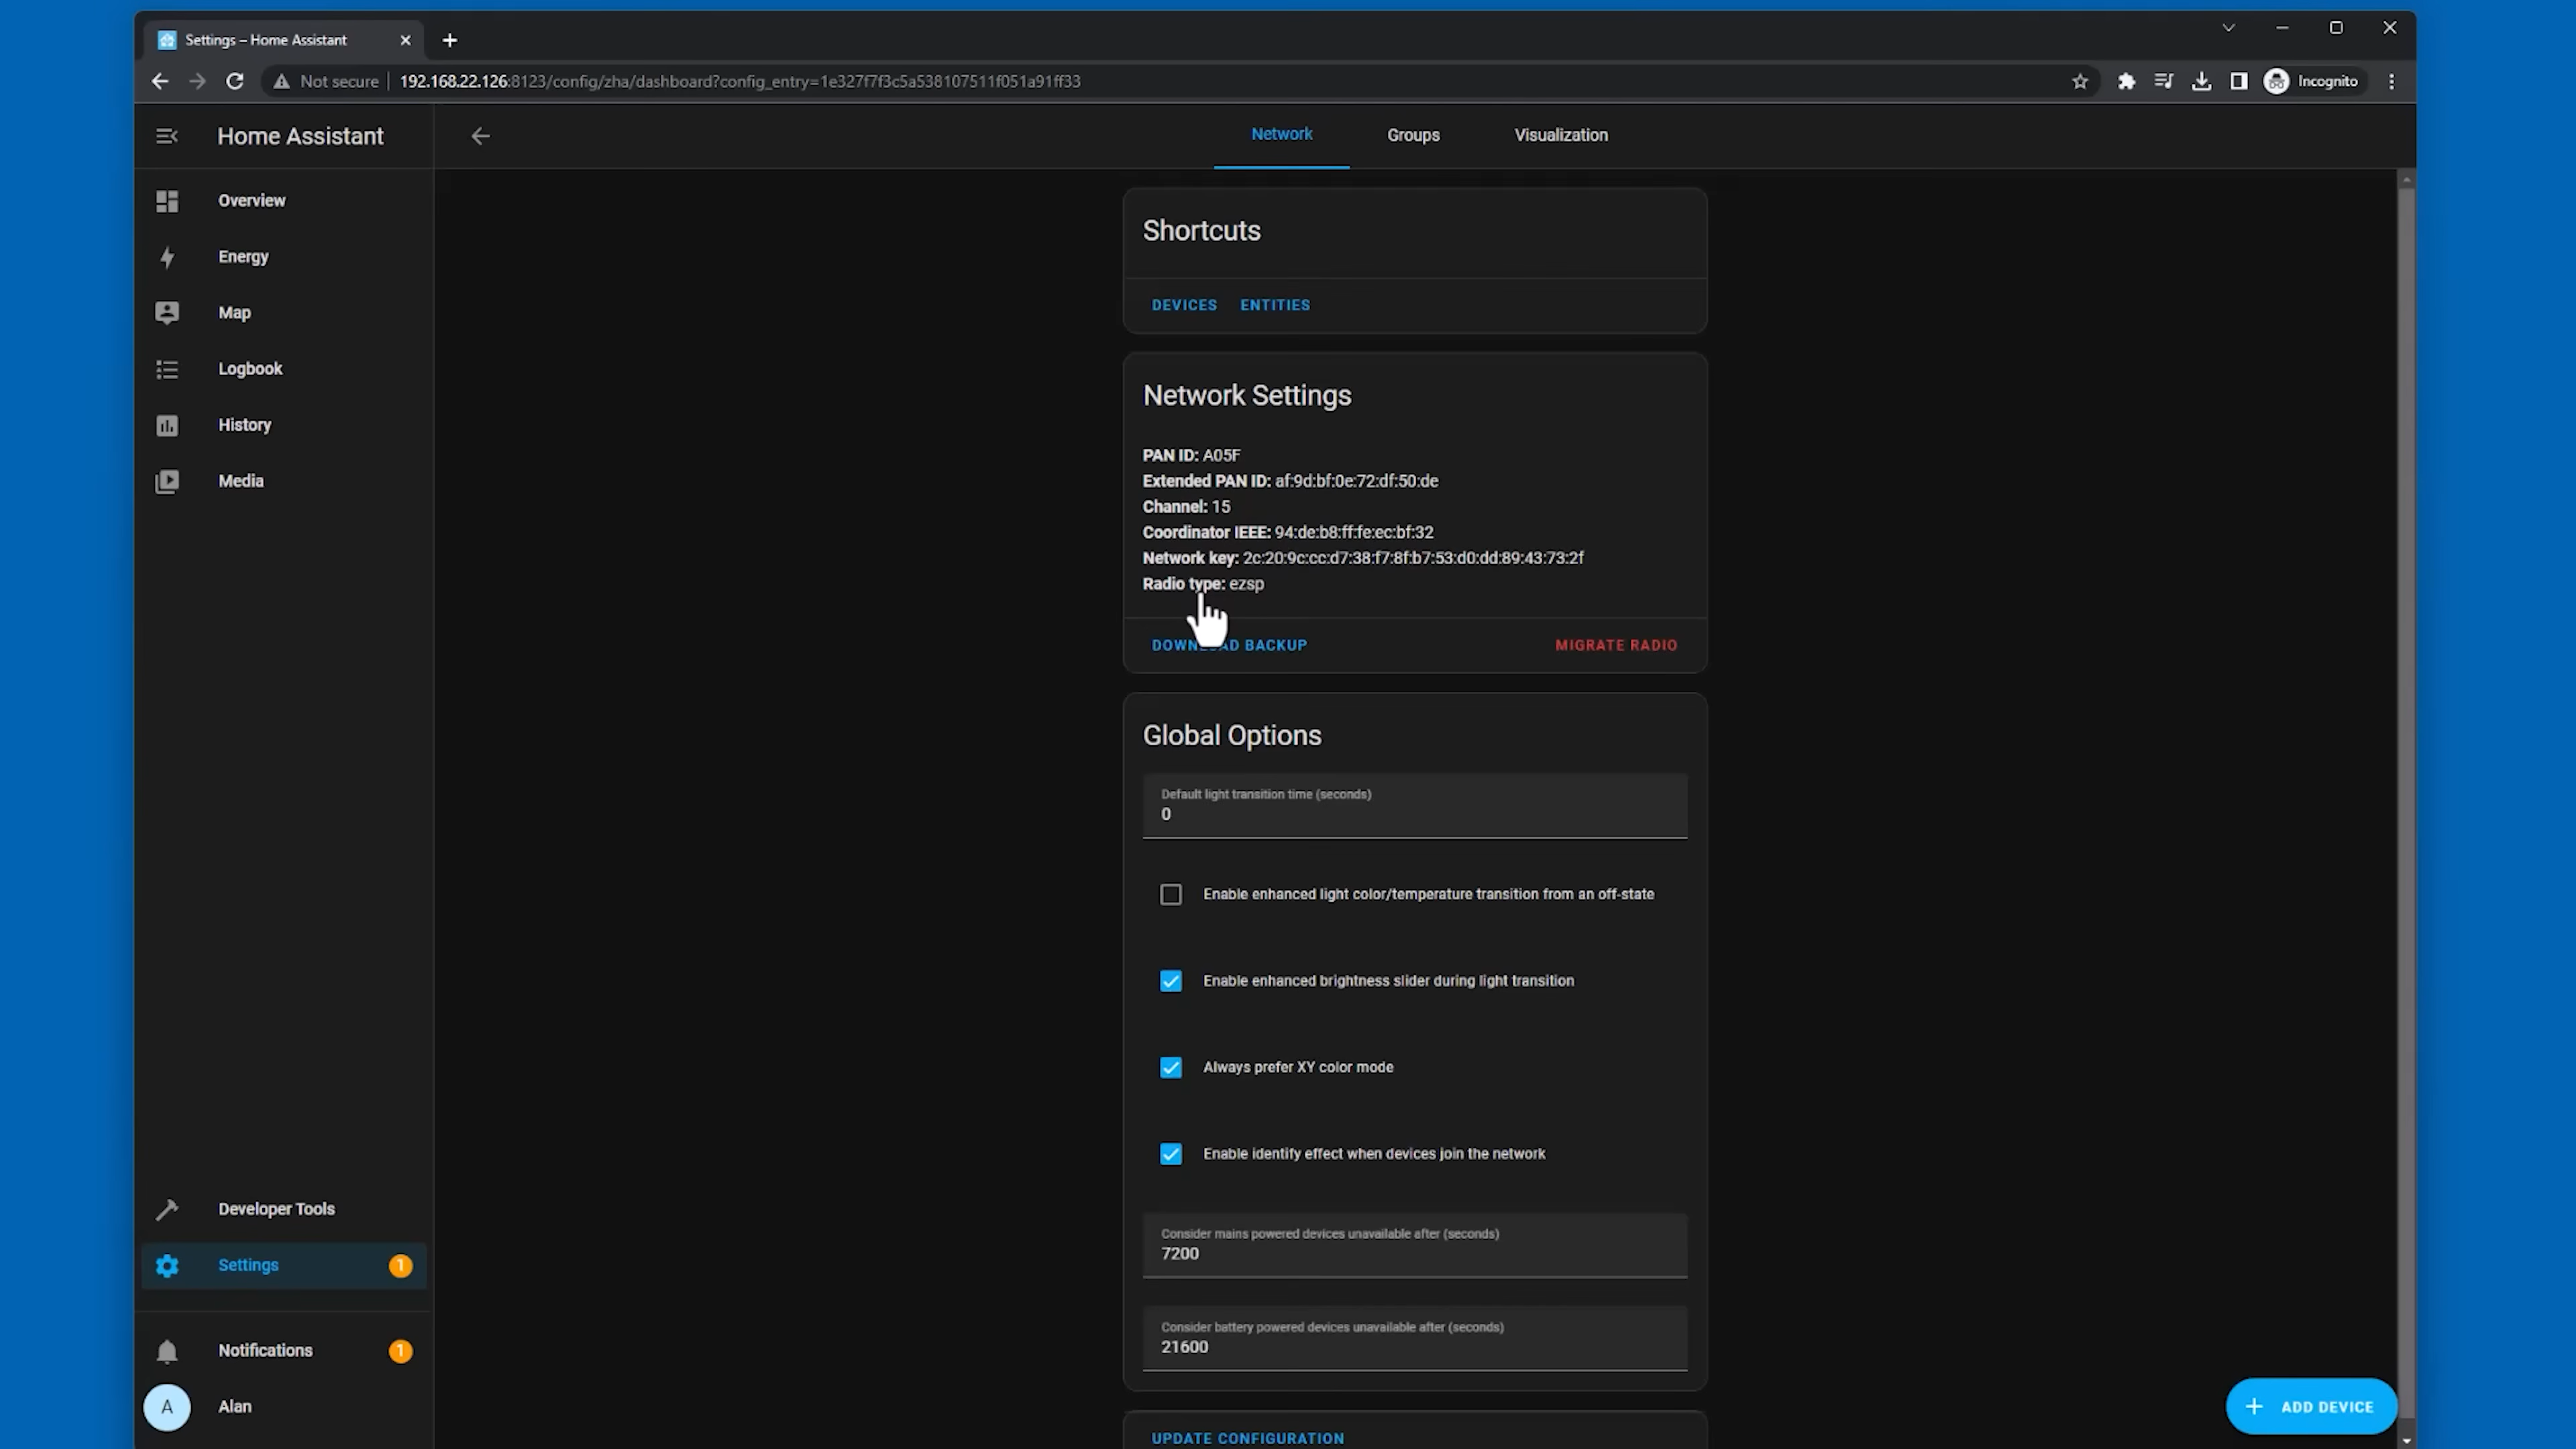 Settings – Home Assistant
Not secure
192.168.22.126:8123/config/zha/dashboard?config_entry=1e327f7f3c5a538107511f051a91ff33
Incognito
Home Assistant
Network
Groups
Visualization
Overview
Energy
Map
Logbook
History
Media
Shortcuts
DEVICES
ENTITIES
Network Settings
PAN ID: A05F
Extended PAN ID: af:9d:bf:0e:72:df:50:de
Channel: 15
Coordinator IEEE: 94:de:b8:ff:fe:ec:bf:32
Network key: 2c:20:9c:cc:d7:38:f7:8f:b7:53:d0:dd:89:43:73:2f
Radio type: ezsp
DOWNLOAD BACKUP
MIGRATE RADIO
Global Options
Default light transition time (seconds)
0
Enable enhanced light color/temperature transition from an off-state
Enable enhanced brightness slider during light transition
Always prefer XY color mode
Enable identify effect when devices join the network
Consider mains powered devices unavailable after (seconds)
7200
Consider battery powered devices unavailable after (seconds)
21600
UPDATE CONFIGURATION
Developer Tools
Settings 1
Notifications 1
A Alan
ADD DEVICE